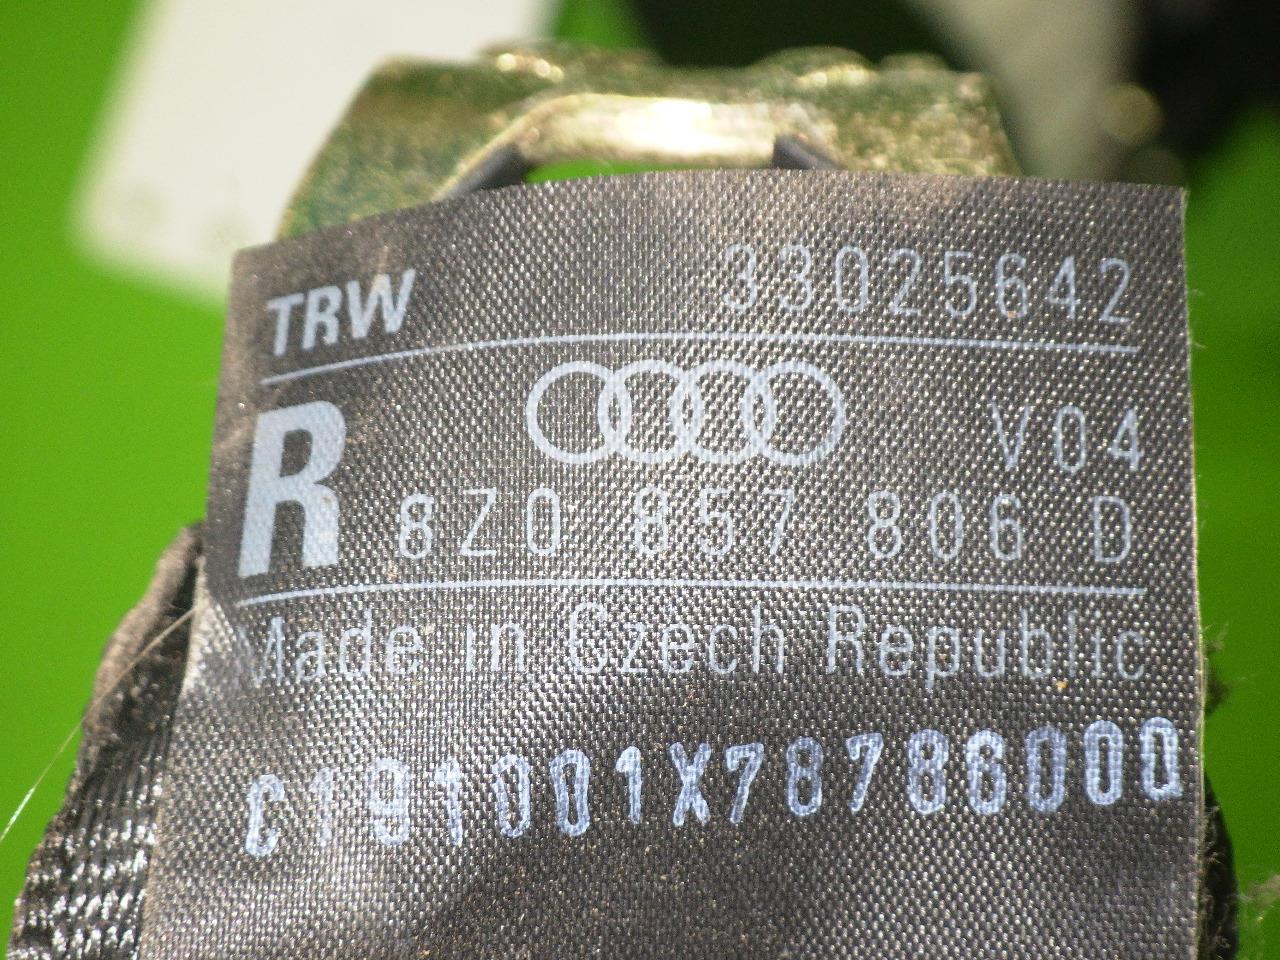 TRW 33025642
V04
R 8Z0 857 806 D
Made in Czech Republic
C191001X78786000